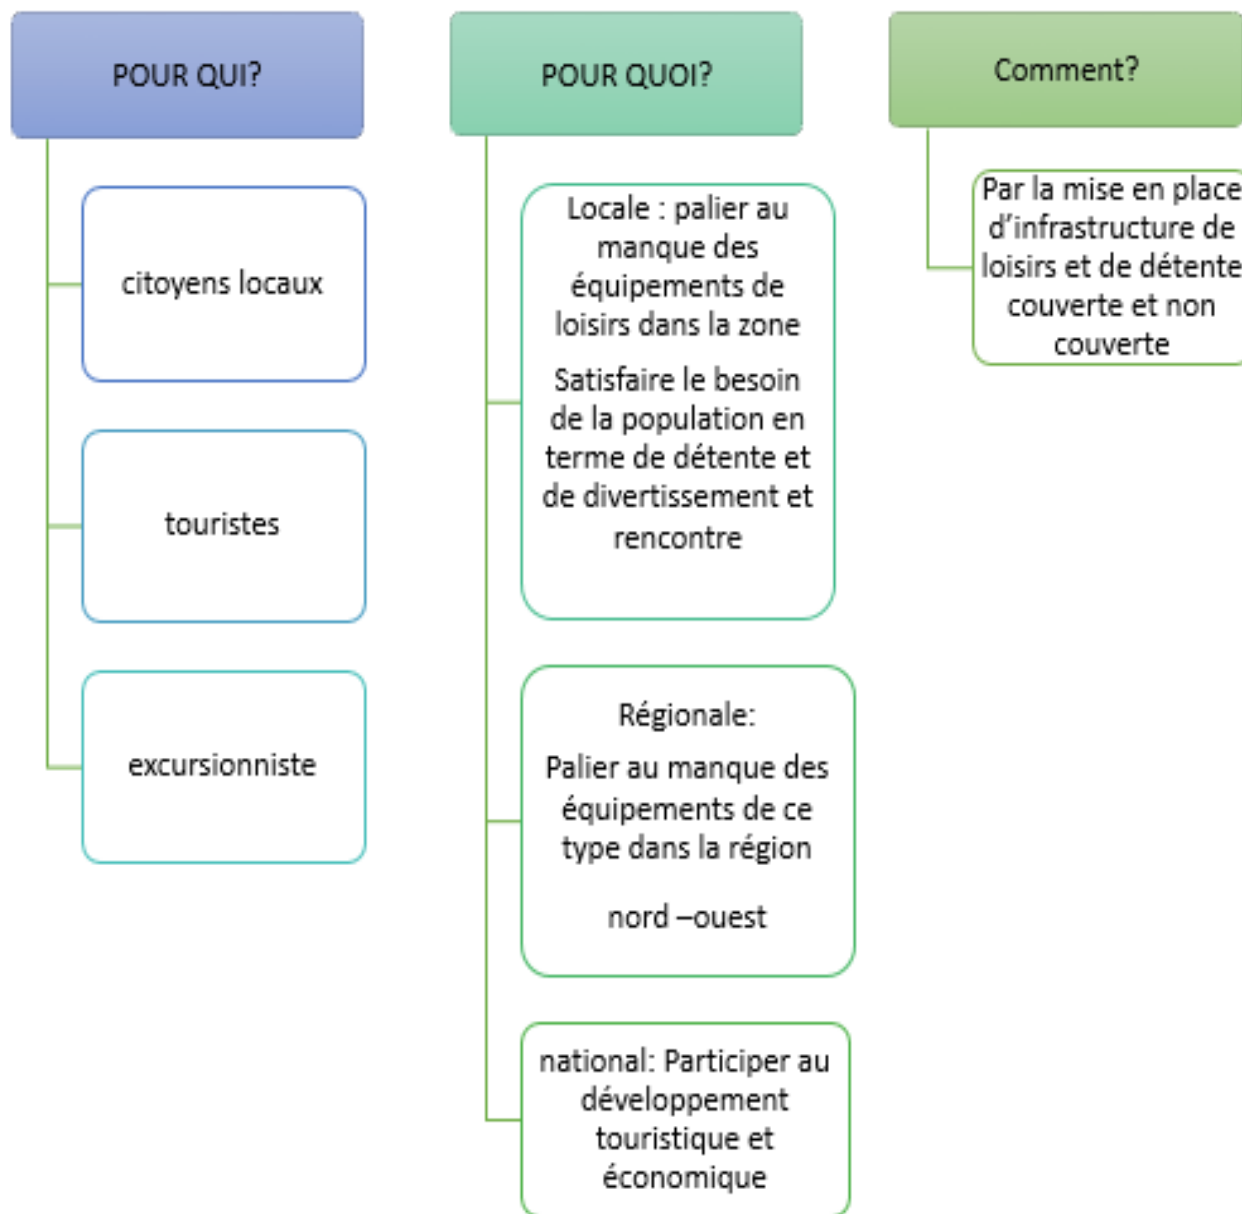 POUR QUI?
citoyens locaux
touristes
excursionniste
POUR QUOI?
Locale : palier au
manque des
équipements de
loisirs dans la zone
Satisfaire le besoin
de la population en
terme de détente et
de divertissement et
rencontre
Régionale:
Palier au manque des
équipements de ce
type dans la région
nord –ouest
national: Participer au
développement
touristique et
économique
Comment?
Par la mise en place
d’infrastructure de
loisirs et de détente
couverte et non
couverte